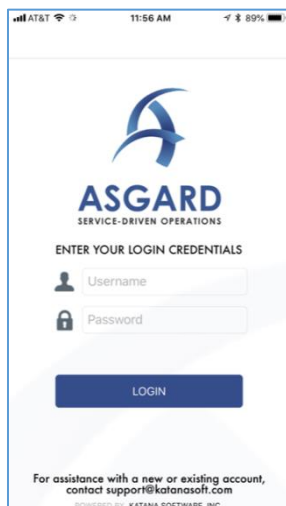 AT&T 11:56 AM 89%
ASGARD
SERVICE-DRIVEN OPERATIONS
ENTER YOUR LOGIN CREDENTIALS
Username
Password
LOGIN
For assistance with a new or existing account,
contact support@katanasoft.com
POWERED BY KATANA SOFTWARE, INC